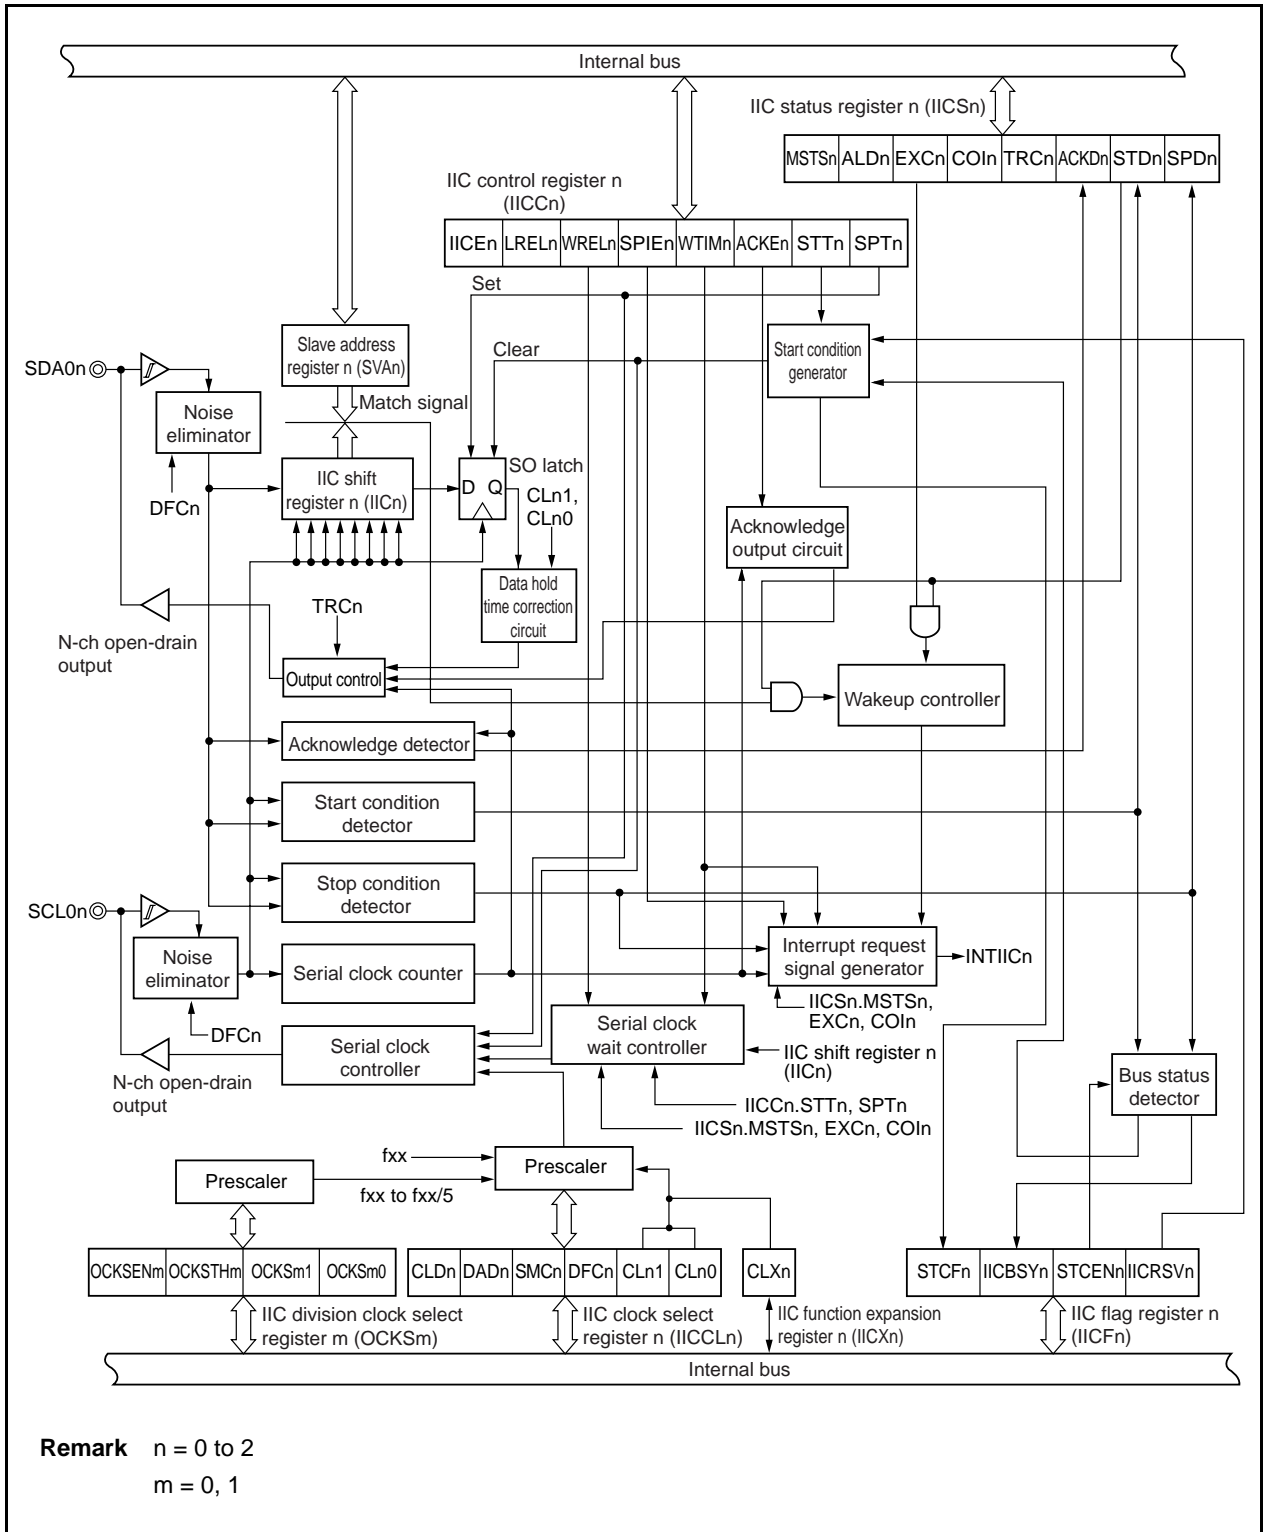 Internal bus
IIC status register n (IICSn)
MSTSn ALDn EXCn COIn TRCn ACKDn STDn SPDn
IIC control register n
(IICCn)
IICEn LRELn WRELn SPIEn WTIMn ACKEn STTn SPTn
Set
Clear
Slave address
register n (SVAn)
Match signal
Start condition
generator
SDA0n
Noise
eliminator
DFCn
IIC shift
register n (IICn)
D Q
SO latch
CLn1,
CLn0
Acknowledge
output circuit
Data hold
time correction
circuit
TRCn
N-ch open-drain
output
Output control
Wakeup controller
Acknowledge detector
Start condition
detector
Stop condition
detector
SCL0n
Noise
eliminator
DFCn
Serial clock counter
Interrupt request
signal generator
INTIICn
IICSn.MSTSn,
EXCn, COIn
Serial clock
wait controller
IIC shift register n
(IICn)
Serial clock
controller
N-ch open-drain
output
Bus status
detector
IICCn.STTn, SPTn
IICSn.MSTSn, EXCn, COIn
fxx
Prescaler
Prescaler
fxx to fxx/5
OCKSENm OCKSTHm OCKSm1 OCKSm0
CLDn DADn SMCn DFCn CLn1 CLn0
CLXn
STCFn IICBSYn STCENn IICRSVn
IIC division clock select
register m (OCKSm)
IIC clock select
register n (IICCLn)
IIC function expansion
register n (IICXn)
IIC flag register n
(IICFn)
Internal bus
Remark n = 0 to 2
m = 0, 1